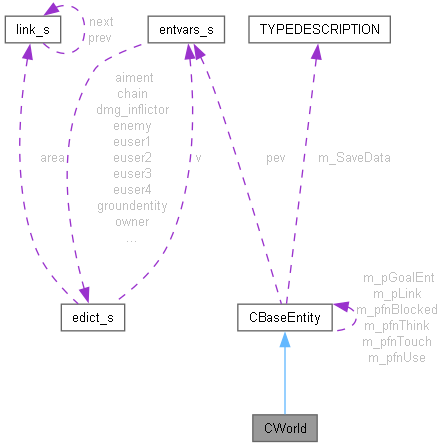 next
prev
link_s
entvars_s
TYPEDESCRIPTION
aiment
chain
dmg_inflictor
enemy
euser1
euser2
euser3
euser4
groundentity
owner
...
area
v
pev
m_SaveData
m_pGoalEnt
m_pLink
m_pfnBlocked
m_pfnThink
m_pfnTouch
m_pfnUse
edict_s
CBaseEntity
CWorld